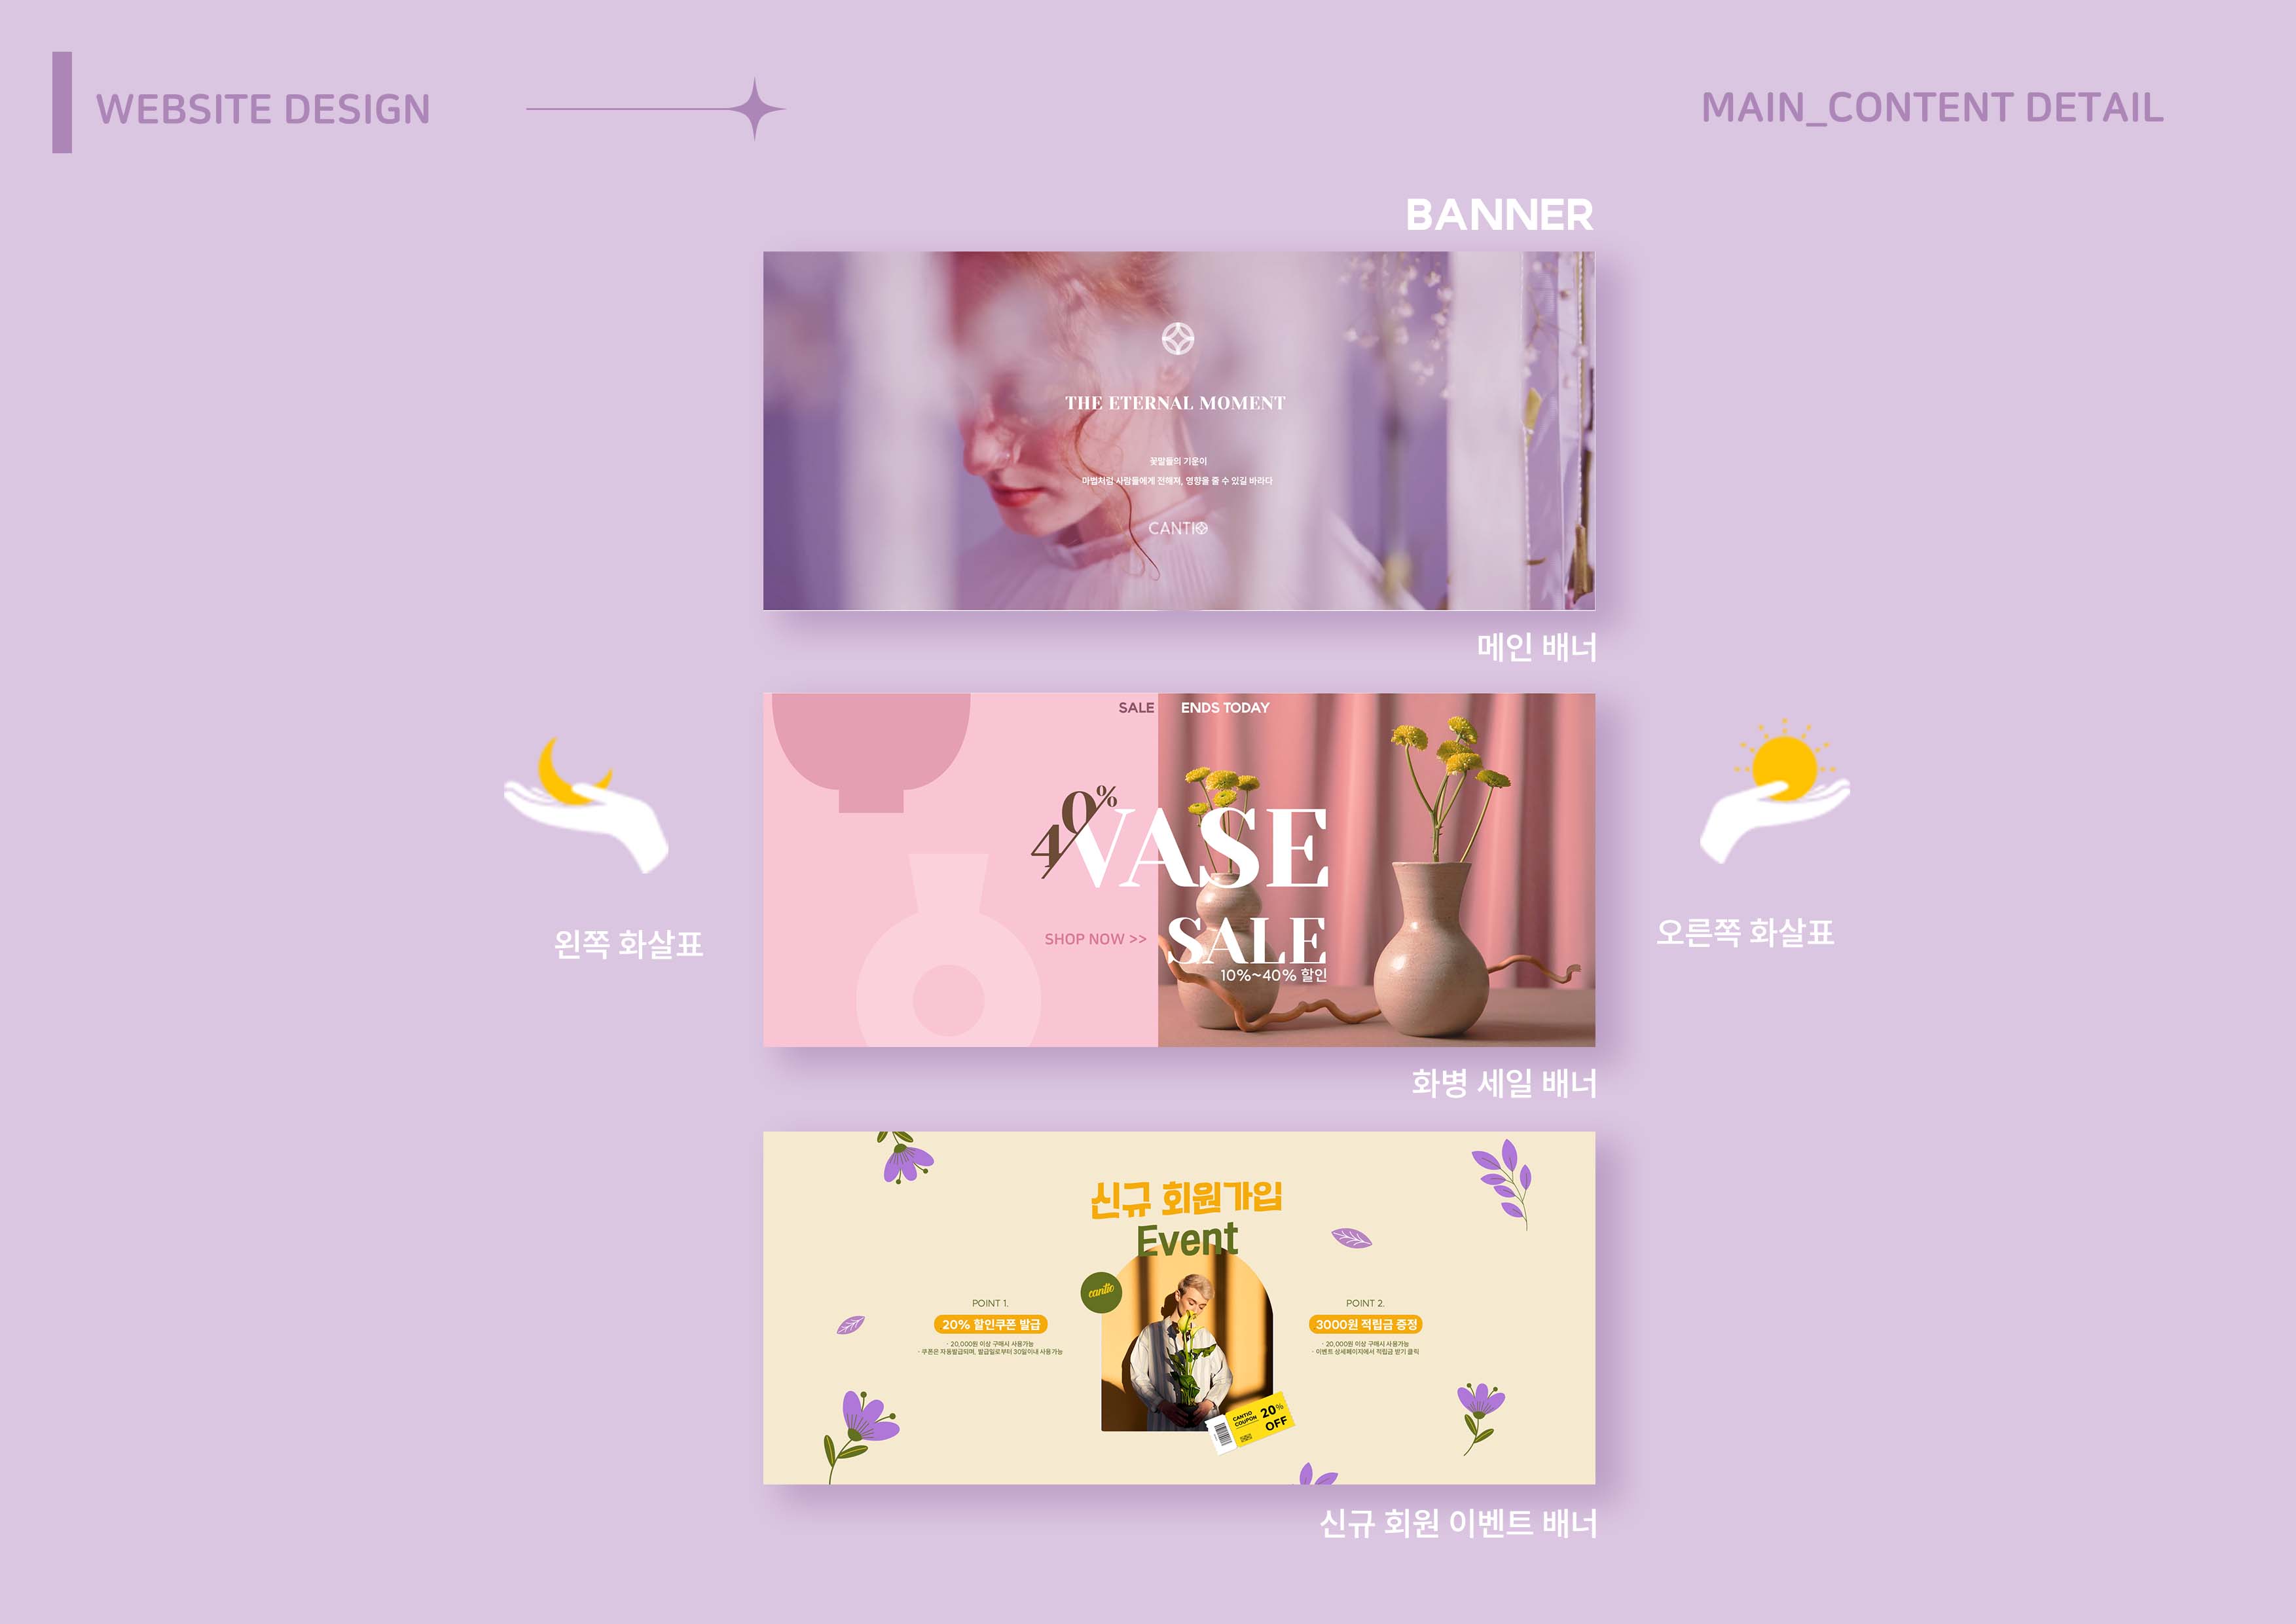 WEBSITE DESIGN
MAIN_CONTENT DETAIL
BANNER
THE ETERNAL MOMENT
꽃말들의 기운이
마법처럼 사람들에게 전해져, 영향을 줄 수 있길 바라다
CANTIO
메인 배너
SALE ENDS TODAY
40%
VASE
SHOP NOW >>
SALE
10%~40% 할인
왼쪽 화살표
오른쪽 화살표
화병 세일 배너
신규 회원가입
Event
cantio
POINT 1.
20% 할인쿠폰 발급
· 20,000원 이상 구매시 사용가능
· 쿠폰은 자동발급되며, 발급일로부터 30일이내 사용가능
POINT 2.
3000원 적립금 증정
· 20,000원 이상 구매시 사용가능
· 이벤트 상세페이지에서 적립금 받기 클릭
CANTIO
COUPON
20%
OFF
신규 회원 이벤트 배너